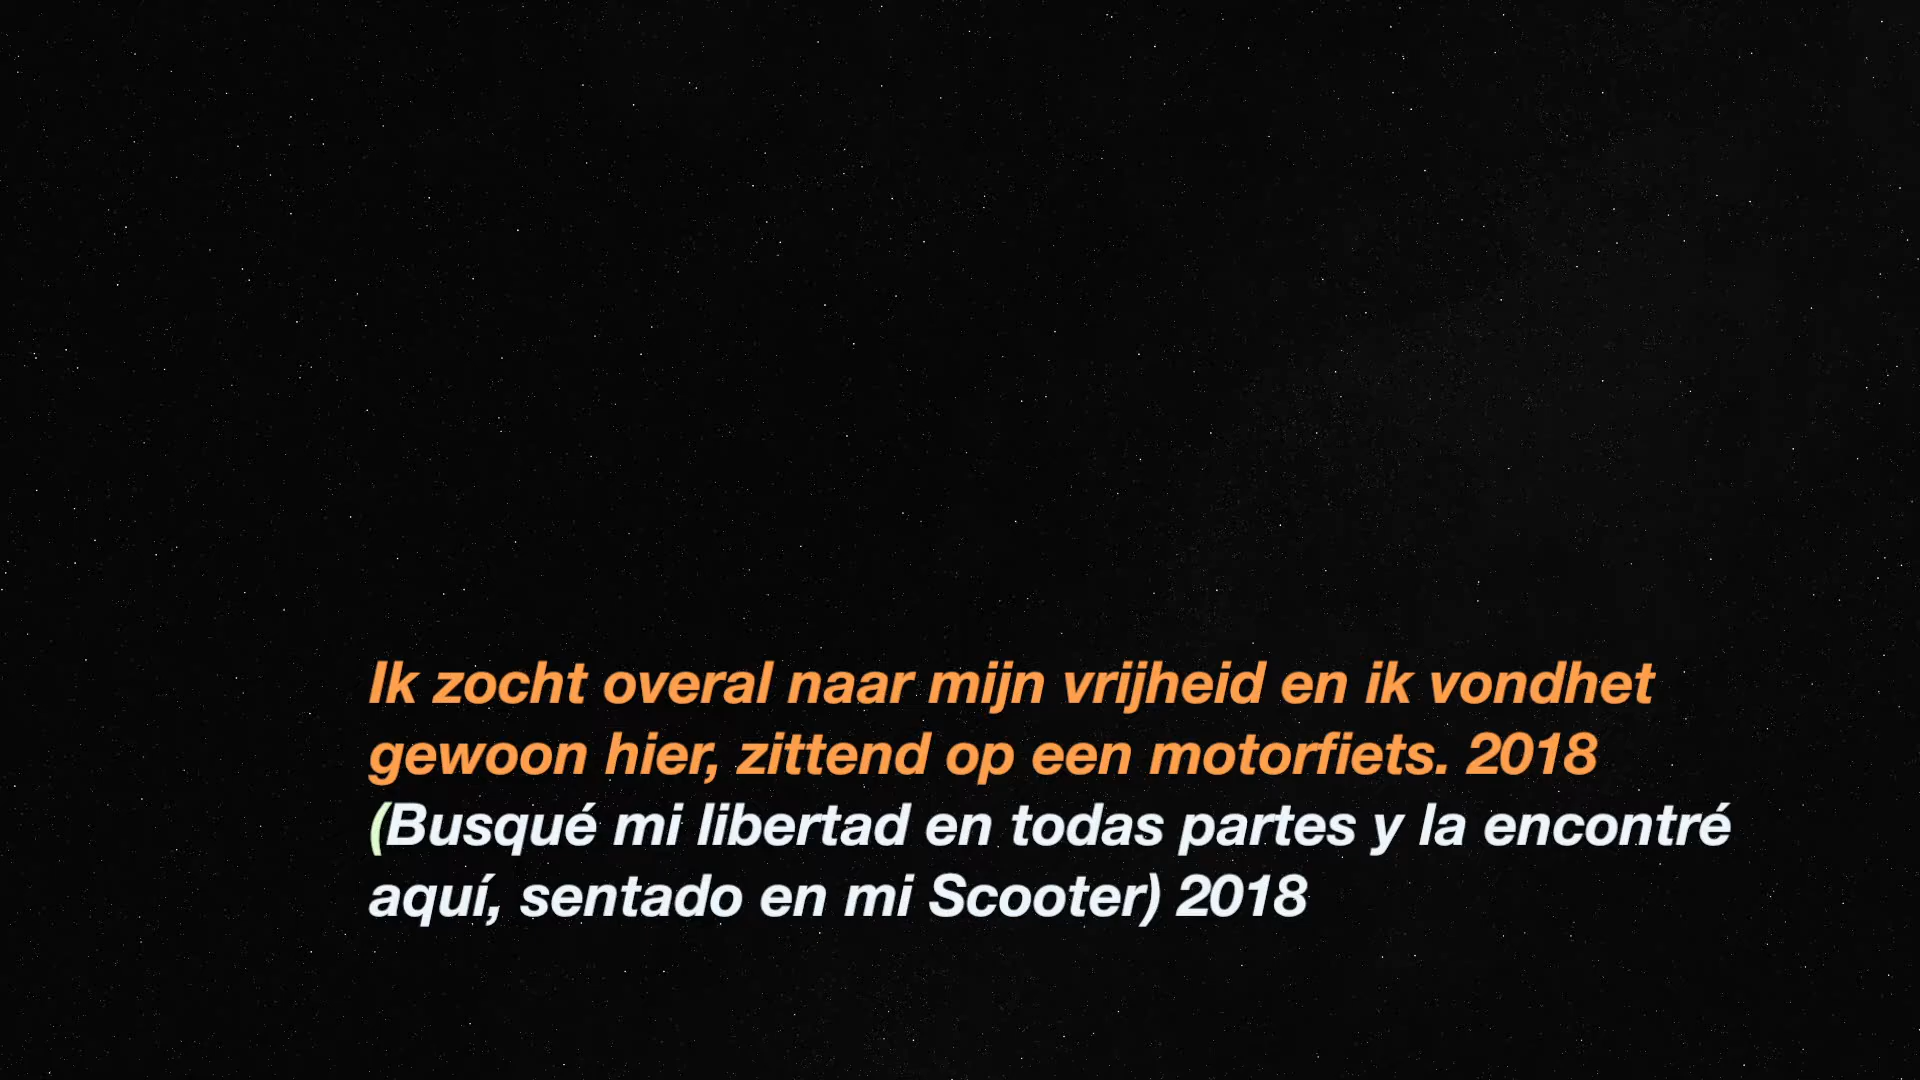 Ik zocht overal naar mijn vrijheid en ik vondhet
gewoon hier, zittend op een motorfiets. 2018
(Busqué mi libertad en todas partes y la encontré
aquí, sentado en mi Scooter) 2018